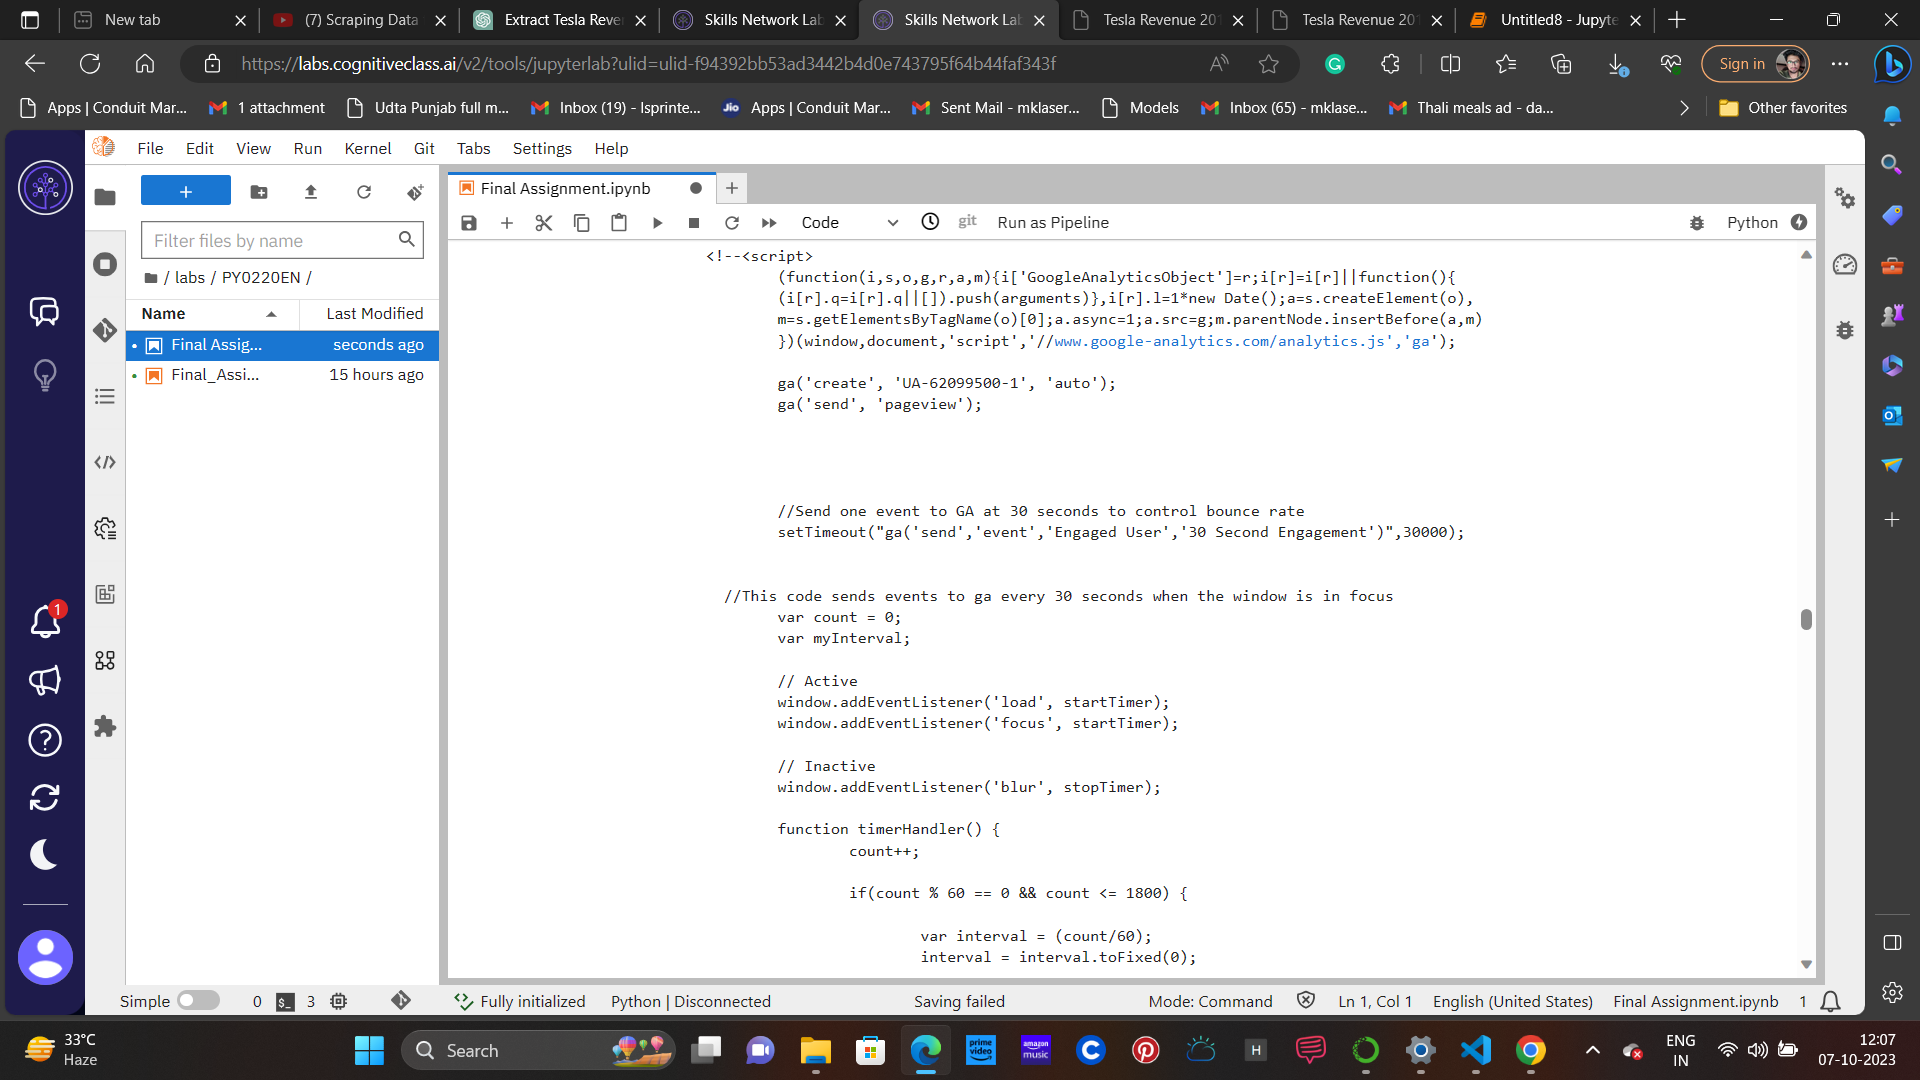 New tab
(7) Scraping Data
Extract Tesla Reve
Skills Network Lab
Skills Network Lab
Tesla Revenue 201
Tesla Revenue 201
Untitled8 - Jupyte
https://labs.cognitiveclass.ai/v2/tools/jupyterlab?ulid=ulid-f94392bb53ad3442b4d0e743795f64b44faf343f
Sign in
Apps | Conduit Mar...
1 attachment
Udta Punjab full m...
Inbox (19) - lsprinte...
Jio
Apps | Conduit Mar...
Sent Mail - mklaser...
Models
Inbox (65) - mklase...
Thali meals ad - da...
Other favorites
File Edit View Run Kernel Git Tabs Settings Help
Final Assignment.ipynb
Code
git
Run as Pipeline
Python
Filter files by name
/ labs / PY0220EN /
Name
Last Modified
Final Assig... seconds ago
Final_Assi... 15 hours ago
1
<!--<script>
(function(i,s,o,g,r,a,m){i['GoogleAnalyticsObject']=r;i[r]=i[r]||function(){
(i[r].q=i[r].q||[]).push(arguments)},i[r].l=1*new Date();a=s.createElement(o),
m=s.getElementsByTagName(o)[0];a.async=1;a.src=g;m.parentNode.insertBefore(a,m)
})(window,document,'script','//www.google-analytics.com/analytics.js','ga');
ga('create', 'UA-62099500-1', 'auto');
ga('send', 'pageview');
//Send one event to GA at 30 seconds to control bounce rate
setTimeout("ga('send','event','Engaged User','30 Second Engagement')",30000);
//This code sends events to ga every 30 seconds when the window is in focus
var count = 0;
var myInterval;
// Active
window.addEventListener('load', startTimer);
window.addEventListener('focus', startTimer);
// Inactive
window.addEventListener('blur', stopTimer);
function timerHandler() {
count++;
if(count % 60 == 0 && count <= 1800) {
var interval = (count/60);
interval = interval.toFixed(0);
Simple
0
3
Fully initialized
Python | Disconnected
Saving failed
Mode: Command
Ln 1, Col 1
English (United States)
Final Assignment.ipynb
1
33°C
Haze
Search
prime video
amazon music
H
ENG
IN
12:07
07-10-2023